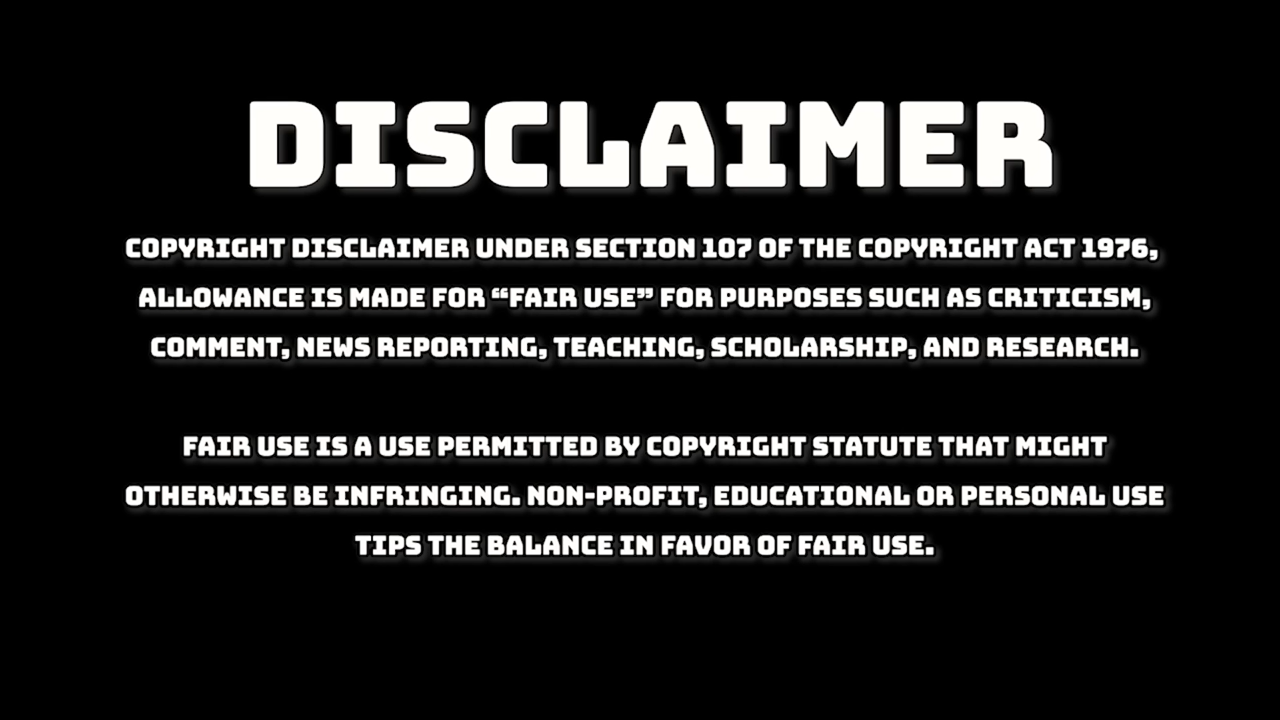 DISCLAIMER
COPYRIGHT DISCLAIMER UNDER SECTION 107 OF THE COPYRIGHT ACT 1976,
ALLOWANCE IS MADE FOR “FAIR USE” FOR PURPOSES SUCH AS CRITICISM,
COMMENT, NEWS REPORTING, TEACHING, SCHOLARSHIP, AND RESEARCH.
FAIR USE IS A USE PERMITTED BY COPYRIGHT STATUTE THAT MIGHT
OTHERWISE BE INFRINGING. NON-PROFIT, EDUCATIONAL OR PERSONAL USE
TIPS THE BALANCE IN FAVOR OF FAIR USE.